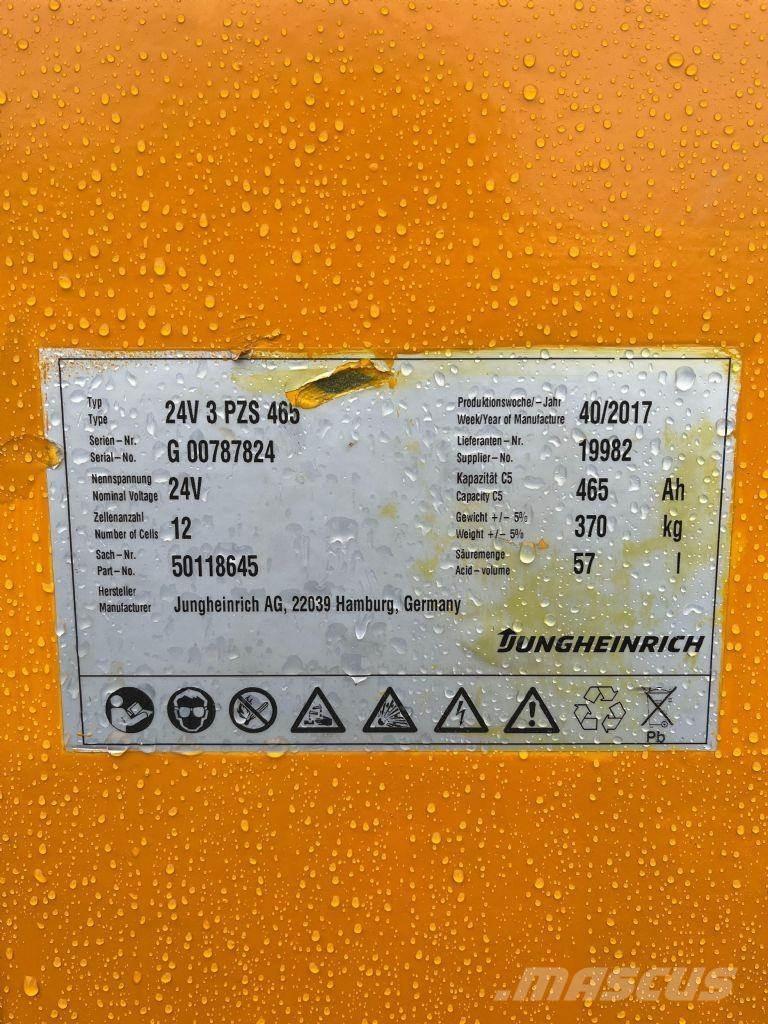 Typ
Type 24V 3 PZS 465
Serien-Nr.
Serial-No. G 00787824
Nennspannung
Nominal Voltage 24V
Zellenanzahl
Number of Cells 12
Sach-Nr.
Part-No. 50118645
Hersteller
Manufacturer Jungheinrich AG, 22039 Hamburg, Germany
Produktionswoche/-Jahr
Week/Year of Manufacture 40/2017
Lieferanten-Nr.
Supplier-No. 19982
Kapazität C5
Capacity C5 465 Ah
Gewicht +/- 5%
Weight +/- 5% 370 kg
Säuremenge
Acid-volume 57 l
JUNGHEINRICH
Pb
.MASCUS